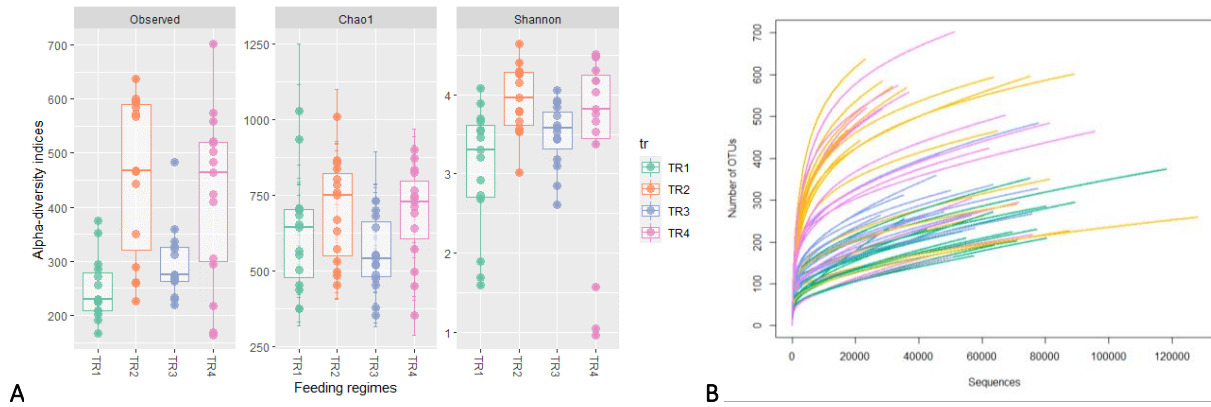 Observed
Chao1
Shannon
Alpha-diversity indices
700
600
500
400
300
200
1250
1000
750
500
250
4
3
2
1
TR1 TR2 TR3 TR4
TR1 TR2 TR3 TR4
TR1 TR2 TR3 TR4
Feeding regimes
tr
TR1
TR2
TR3
TR4
A
Number of OTUs
700
600
500
400
300
200
100
0
0 20000 40000 60000 80000 100000 120000
Sequences
B